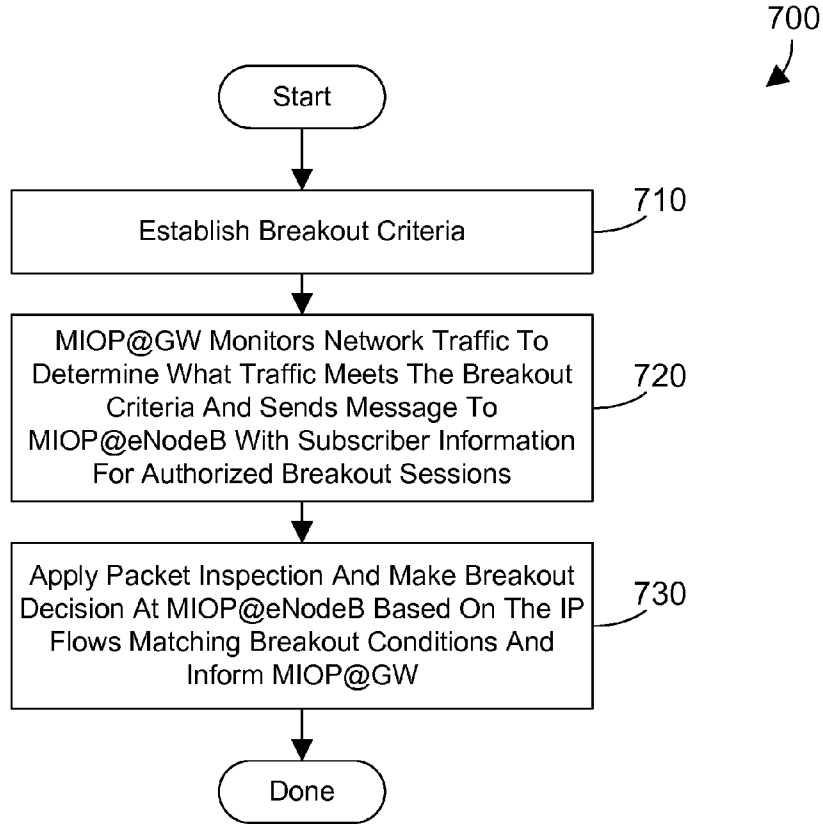 700
Start
710
Establish Breakout Criteria
MIOP@GW Monitors Network Traffic To
Determine What Traffic Meets The Breakout
Criteria And Sends Message To
MIOP@eNodeB With Subscriber Information
For Authorized Breakout Sessions
720
Apply Packet Inspection And Make Breakout
Decision At MIOP@eNodeB Based On The IP
Flows Matching Breakout Conditions And
Inform MIOP@GW
730
Done